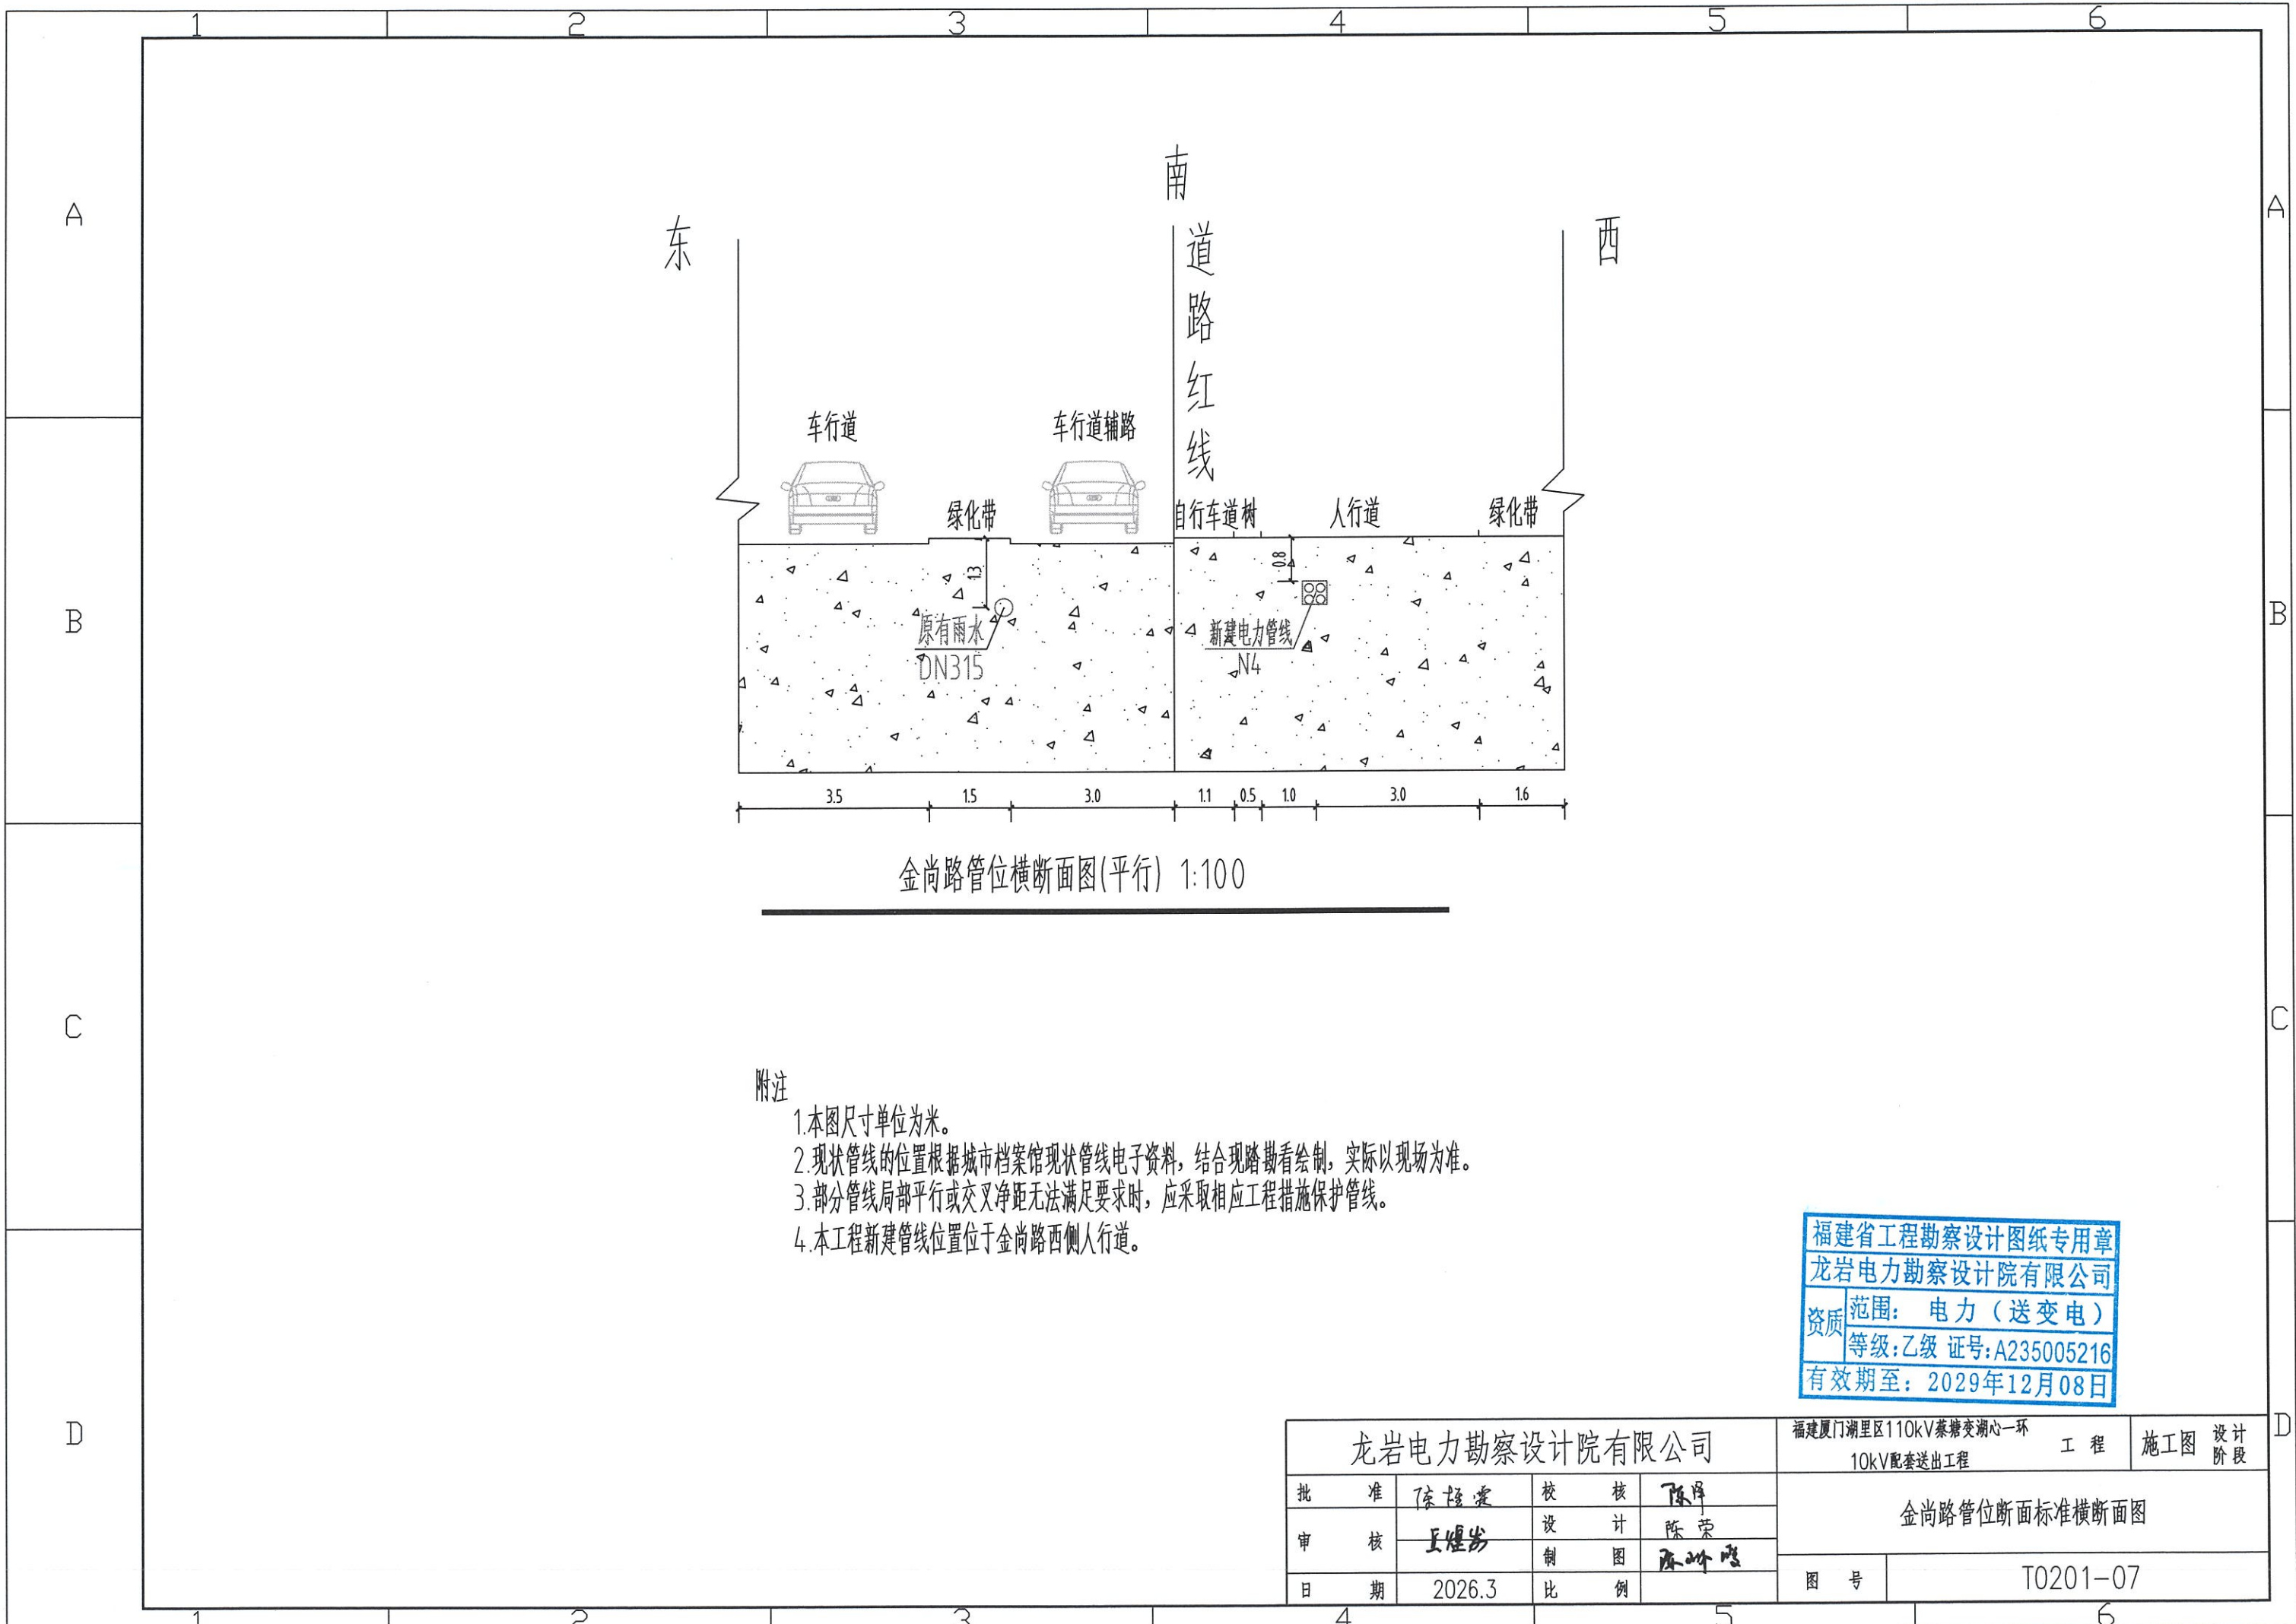 1 2 3 4 5 6
南
东
西
道路红线
A A
车行道
车行道辅路
绿化带
自行车道树
人行道
绿化带
1.3
0.8
原有雨水
DN315
新建电力管线
N4
B B
3.5 1.5 3.0 1.1 0.5 1.0 3.0 1.6
金尚路管位横断面图(平行) 1:100
C C
附注
1.本图尺寸单位为米。
2.现状管线的位置根据城市档案馆现状管线电子资料，结合现踏勘看绘制，实际以现场为准。
3.部分管线局部平行或交叉净距无法满足要求时，应采取相应工程措施保护管线。
4.本工程新建管线位置位于金尚路西侧人行道。
福建省工程勘察设计图纸专用章
龙岩电力勘察设计院有限公司
资质
范围： 电力（送变电）
等级:乙级 证号:A235005216
有效期至：2029年12月08日
D D
龙岩电力勘察设计院有限公司
福建厦门湖里区110kV蔡塘变湖心一环
10kV配套送出工程
工程
施工图
设计
阶段
批准
校核
审核
设计
陈荣
制图
日期 2026.3 比例
金尚路管位断面标准横断面图
图号 T0201-07
1 2 3 4 5 6